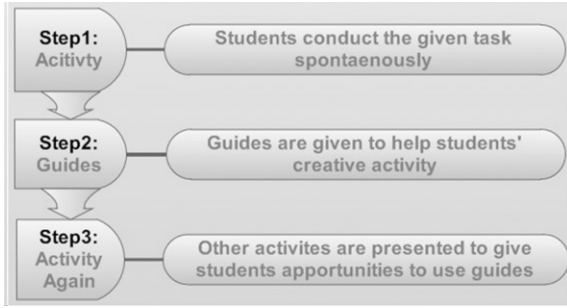 Step1:
Acitivty
Students conduct the given task
spontaenously
Step2:
Guides
Guides are given to help students'
creative activity
Step3:
Activity
Again
Other activites are presented to give
students apportunities to use guides